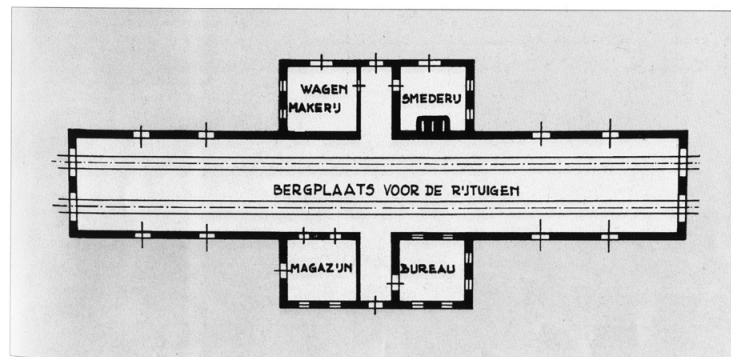 WAGEN
MAKERIJ
SMEDERIJ
BERGPLAATS VOOR DE RIJTUIGEN
MAGAZIJN
BUREAU